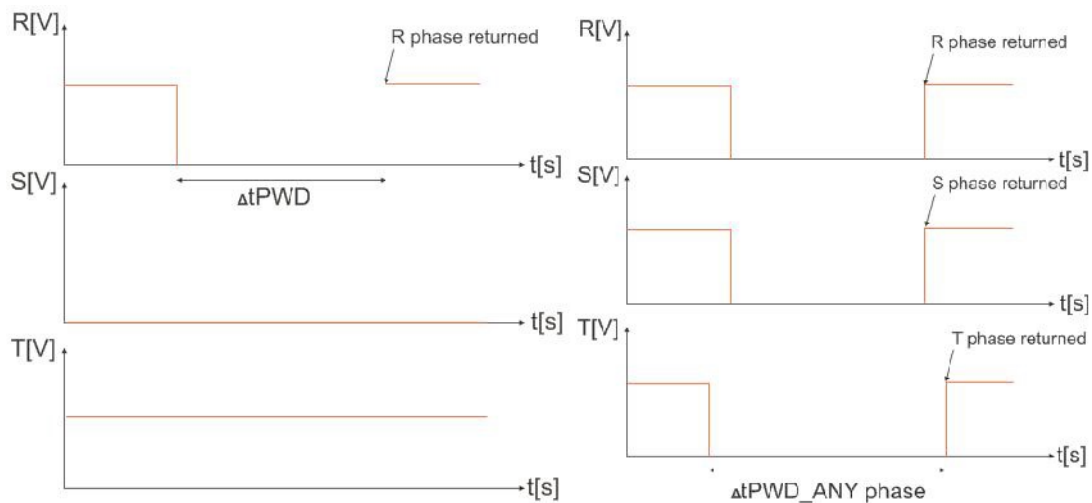 R[V]
R phase returned
t[s]
ΔtPWD
S[V]
t[s]
T[V]
t[s]
R[V]
R phase returned
t[s]
S[V]
S phase returned
t[s]
T[V]
T phase returned
t[s]
ΔtPWD_ANY phase